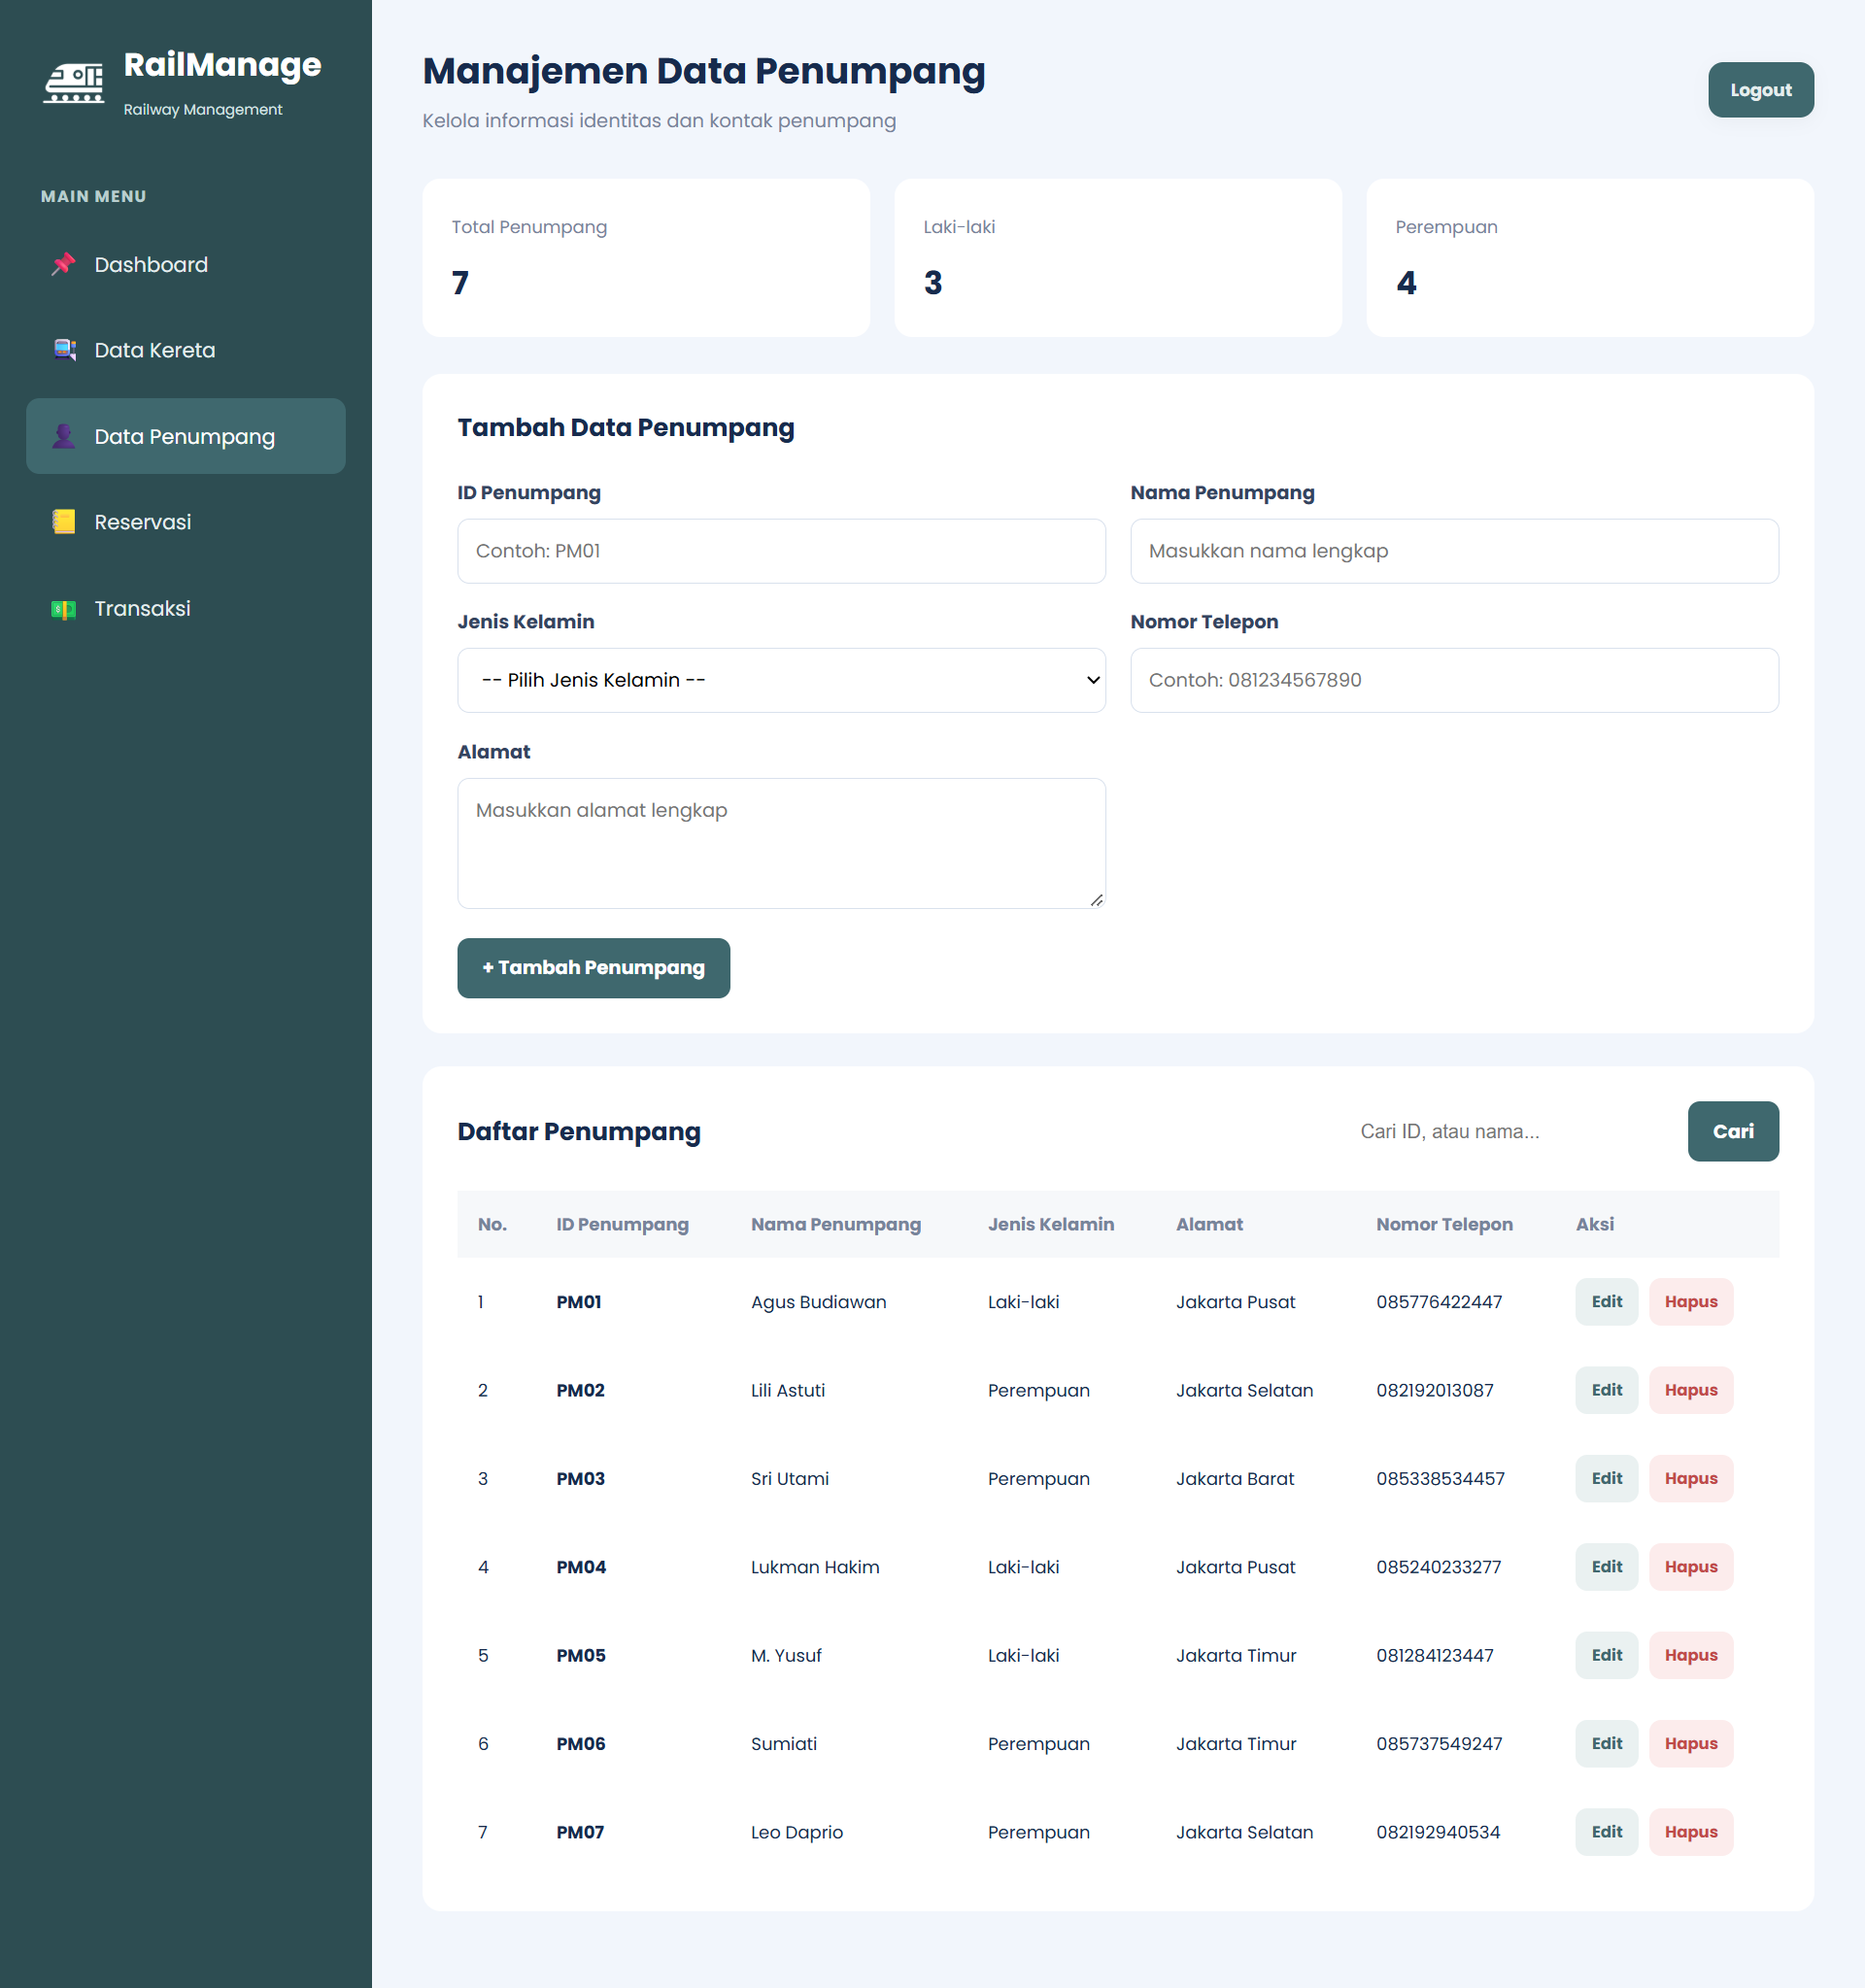 RailManage
Railway Management
MAIN MENU
Dashboard
Data Kereta
Data Penumpang
Reservasi
Transaksi
Manajemen Data Penumpang
Kelola informasi identitas dan kontak penumpang
Logout
Total Penumpang
7
Laki-laki
3
Perempuan
4
Tambah Data Penumpang
ID Penumpang
Contoh: PM01
Nama Penumpang
Masukkan nama lengkap
Jenis Kelamin
-- Pilih Jenis Kelamin --
Nomor Telepon
Contoh: 081234567890
Alamat
Masukkan alamat lengkap
+ Tambah Penumpang
Daftar Penumpang
Cari ID, atau nama...
Cari
No. ID Penumpang Nama Penumpang Jenis Kelamin Alamat Nomor Telepon Aksi
1 PM01 Agus Budiawan Laki-laki Jakarta Pusat 085776422447 Edit Hapus
2 PM02 Lili Astuti Perempuan Jakarta Selatan 082192013087 Edit Hapus
3 PM03 Sri Utami Perempuan Jakarta Barat 085338534457 Edit Hapus
4 PM04 Lukman Hakim Laki-laki Jakarta Pusat 085240233277 Edit Hapus
5 PM05 M. Yusuf Laki-laki Jakarta Timur 081284123447 Edit Hapus
6 PM06 Sumiati Perempuan Jakarta Timur 085737549247 Edit Hapus
7 PM07 Leo Daprio Perempuan Jakarta Selatan 082192940534 Edit Hapus